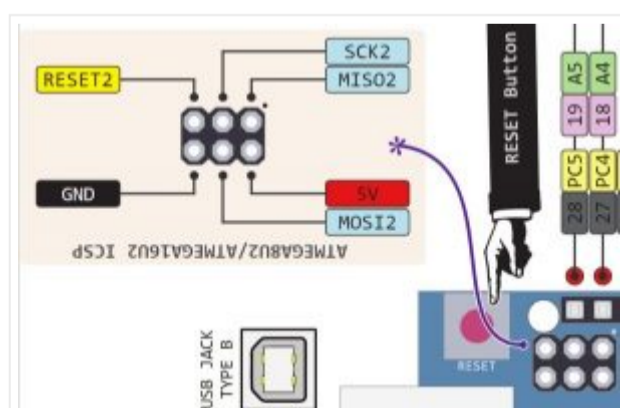 SCK2
RESET2
MISO2
GND
5V
MOSI2
ATMEGA8U2/ATMEGA16U2 ICSP
RESET Button
A5
A4
19
18
PC5
PC4
28
27
USB JACK
TYPE B
RESET